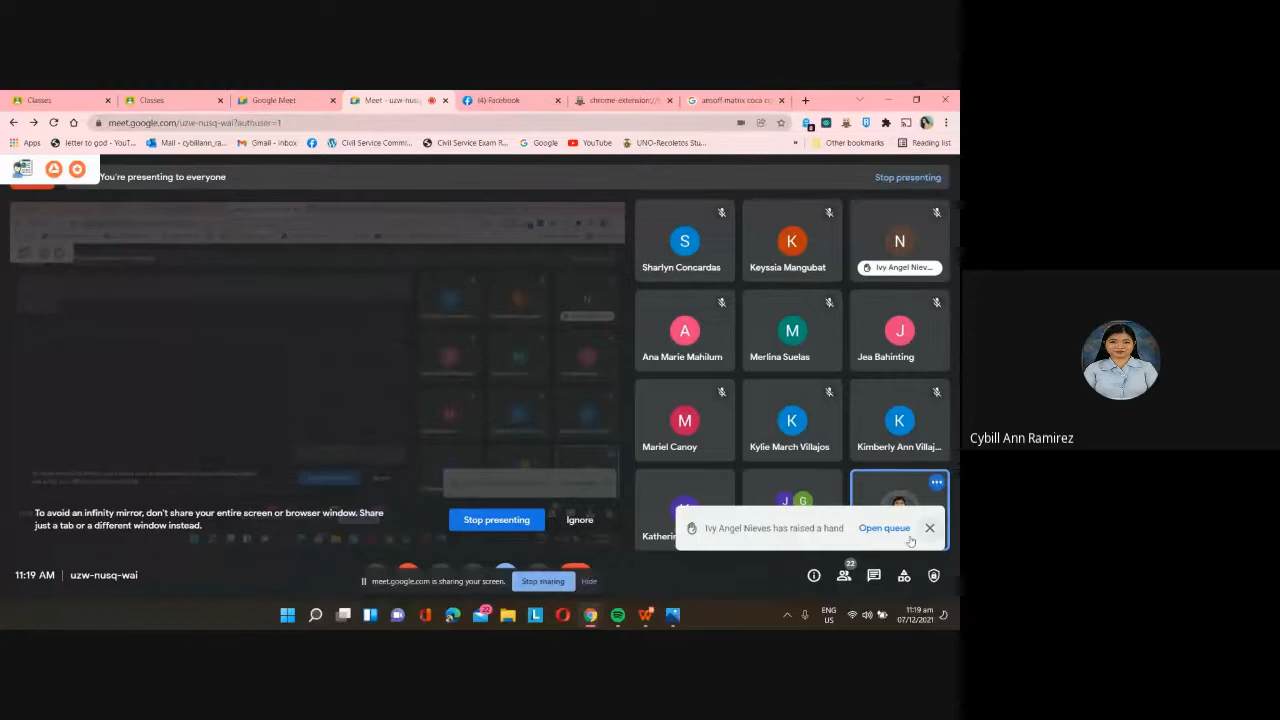 Classes
Classes
Google Meet
Meet - uzw-nusq
(4) Facebook
chrome-extension://
ansoff matrix coca co
meet.google.com/uzw-nusq-wai?authuser=1
Apps
letter to god - YouT...
Mail - cybillann_ra...
Gmail - Inbox
Civil Service Comm...
Civil Service Exam R...
Google
YouTube
UNO-Recoletos Stu...
»
Other bookmarks
Reading list
You're presenting to everyone
Stop presenting
S
K
N
Sharlyn Concardas
Keyssia Mangubat
Ivy Angel Niev...
A
M
J
Ana Marie Mahilum
Merlina Suelas
Jea Bahinting
M
K
K
Mariel Canoy
Kylie March Villajos
Kimberly Ann Villaj...
Cybill Ann Ramirez
J G
To avoid an infinity mirror, don't share your entire screen or browser window. Share
just a tab or a different window instead.
Stop presenting
Ignore
Ivy Angel Nieves has raised a hand
Open queue
Katherin
11:19 AM | uzw-nusq-wai
meet.google.com is sharing your screen.
Stop sharing
Hide
22
22
ENG
US
11:19 am
07/12/2021